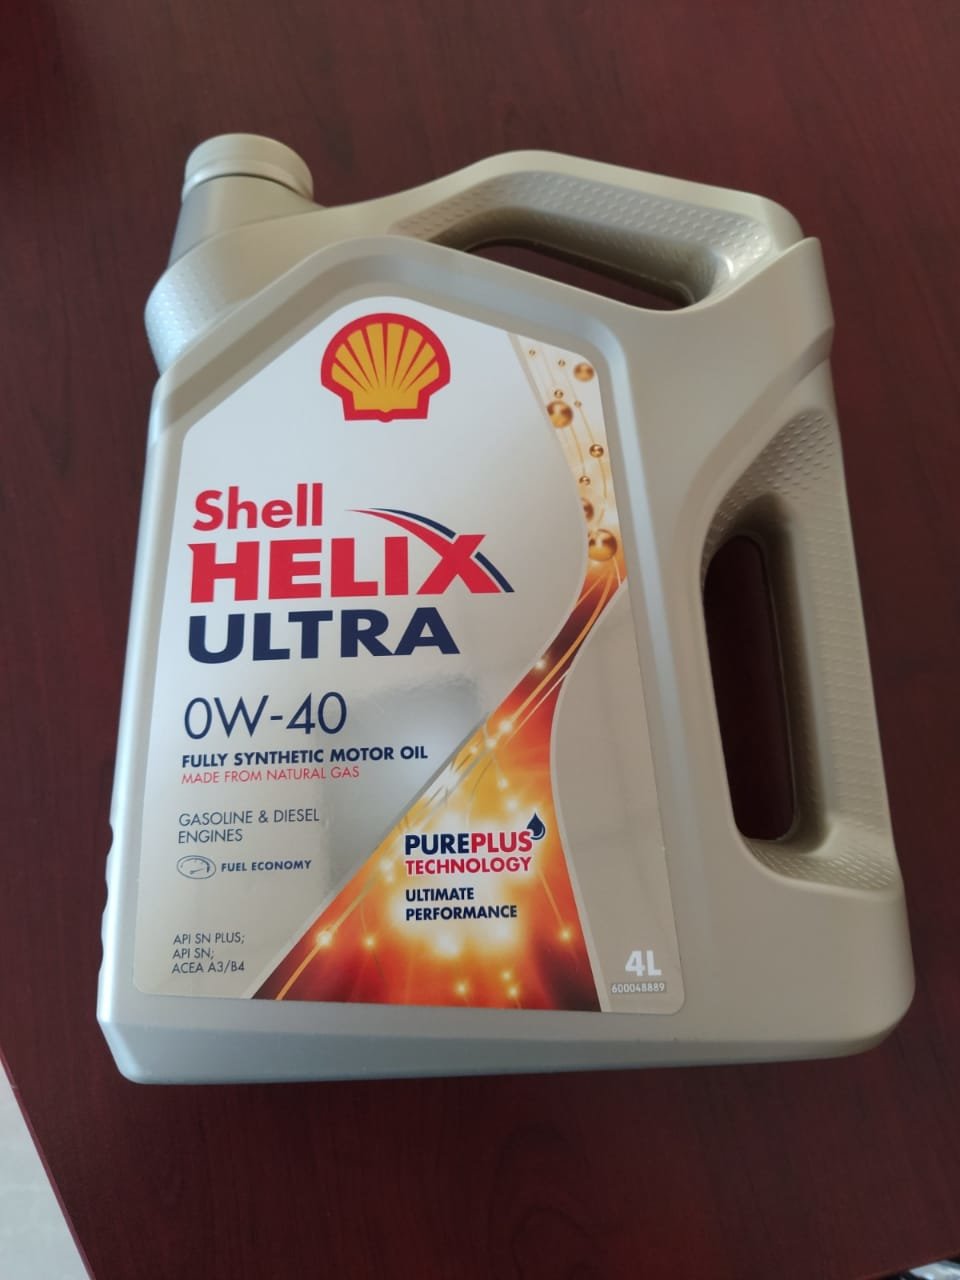 Shell
HELIX
ULTRA
0W-40
FULLY SYNTHETIC MOTOR OIL
MADE FROM NATURAL GAS
GASOLINE & DIESEL
ENGINES
FUEL ECONOMY
PUREPLUS
TECHNOLOGY
ULTIMATE
PERFORMANCE
API SN PLUS;
API SN;
ACEA A3/B4
4L
600048889